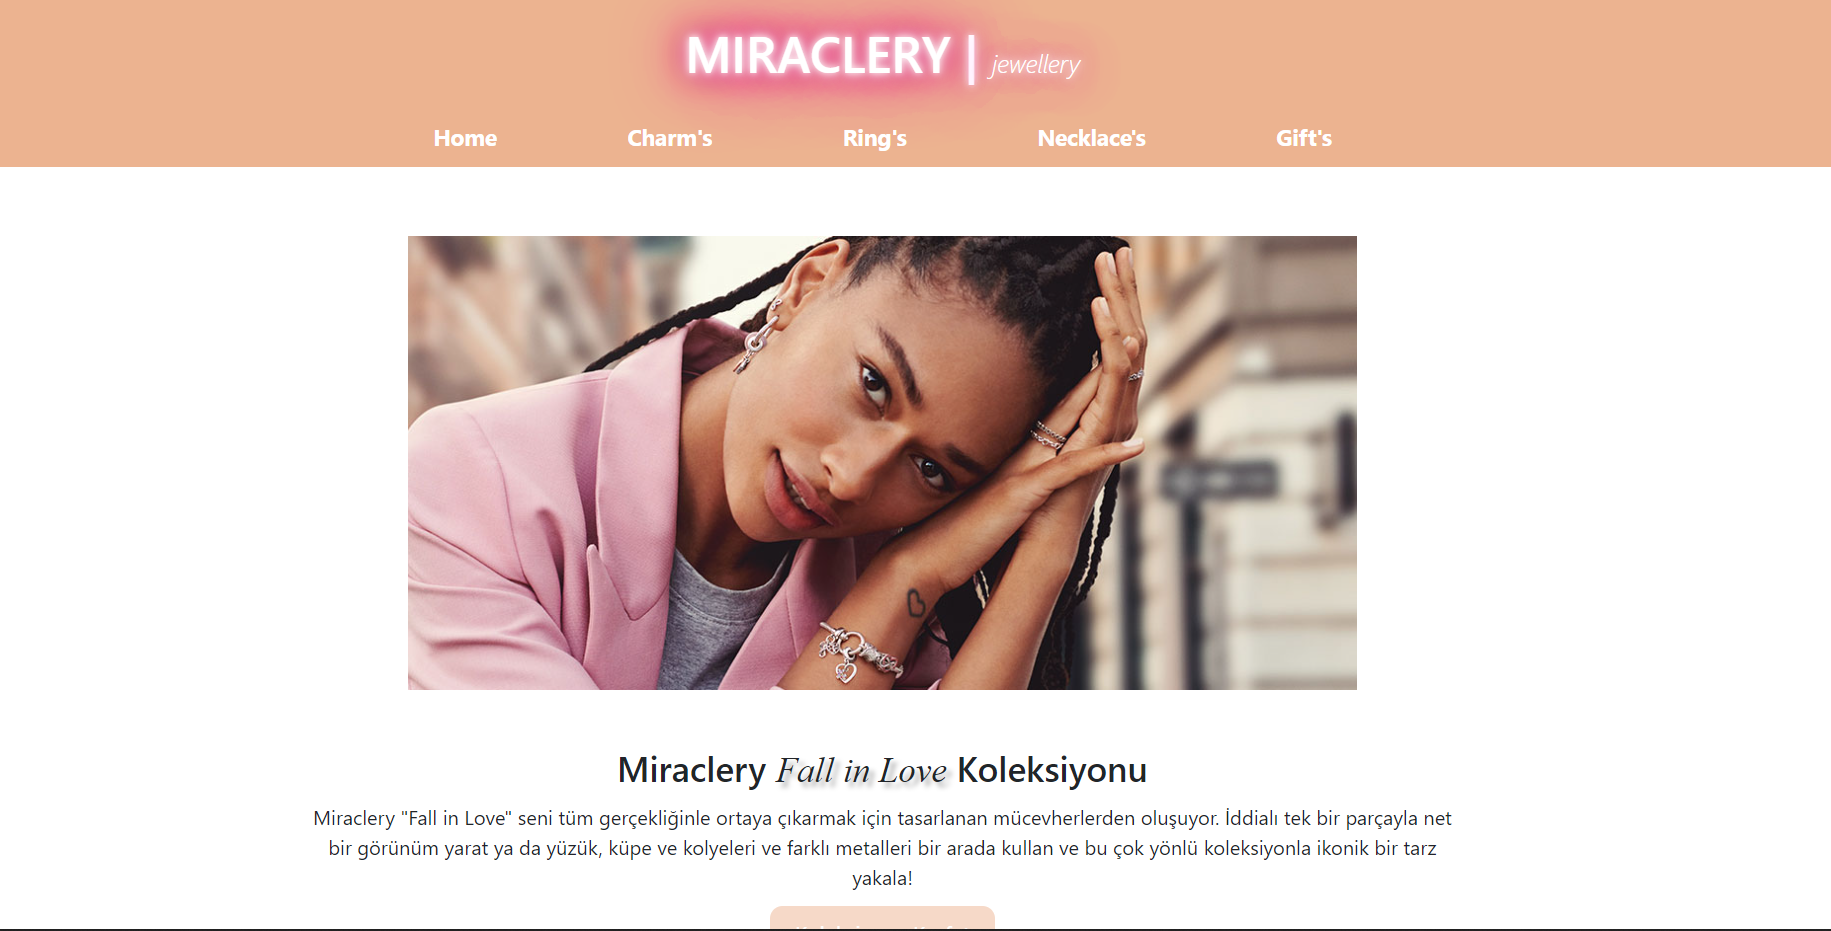 MIRACLERY | jewellery
Home Charm's Ring's Necklace's Gift's
Miraclery Fall in Love Koleksiyonu
Miraclery "Fall in Love" seni tüm gerçekliğinle ortaya çıkarmak için tasarlanan mücevherlerden oluşuyor. İddialı tek bir parçayla net
bir görünüm yarat ya da yüzük, küpe ve kolyeleri ve farklı metalleri bir arada kullan ve bu çok yönlü koleksiyonla ikonik bir tarz
yakala!